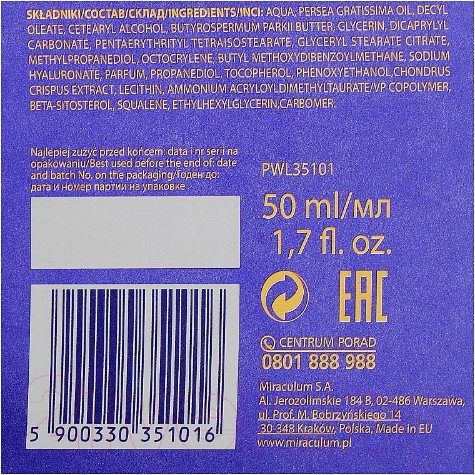 SKŁADNIKI/СОСТАВ/СКЛАД/INGREDIENTS/INCI: AQUA, PERSEA GRATISSIMA OIL, DECYL
OLEATE, CETEARYL ALCOHOL, BUTYROSPERMUM PARKII BUTTER, GLYCERIN, DICAPRYLYL
CARBONATE, PENTAERYTHRITYL TETRAISOSTEARATE, GLYCERYL STEARATE CITRATE,
METHYLPROPANEDIOL, OCTOCRYLENE, BUTYL METHOXYDIBENZOYLMETHANE, SODIUM
HYALURONATE, PARFUM, PROPANEDIOL, TOCOPHEROL, PHENOXYETHANOL,CHONDRUS
CRISPUS EXTRACT, LECITHIN, AMMONIUM ACRYLOYLDIMETHYLTAURATE/VP COPOLYMER,
BETA-SITOSTEROL, SQUALENE, ETHYLHEXYLGLYCERIN,CARBOMER.
Najlepiej zużyć przed końcem: data i nr serii na
opakowaniu/Best used before the end of: date
and batch No. on the packaging/Годен до:
дата и номер партии на упаковке
PWL35101
50 ml/мл
1,7 fl. oz.
EAC
CENTRUM PORAD
0801 888 988
Miraculum S.A.
Al. Jerozolimskie 184 B, 02-486 Warszawa,
ul. Prof. M. Bobrzyńskiego 14
30-348 Kraków, Polska, Made in EU
www.miraculum.pl
5 900330 351016